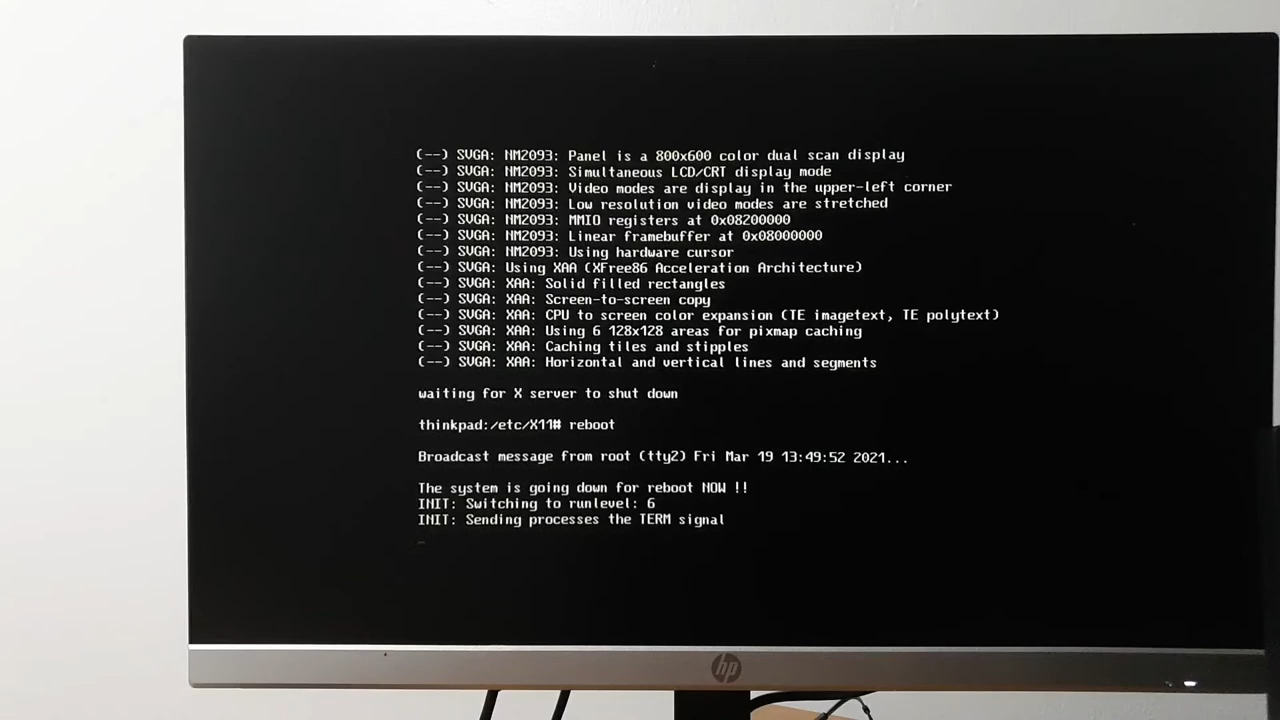 (--) SVGA: NM2093: Panel is a 800x600 color dual scan display
(--) SVGA: NM2093: Simultaneous LCD/CRT display mode
(--) SVGA: NM2093: Video modes are display in the upper-left corner
(--) SVGA: NM2093: Low resolution video modes are stretched
(--) SVGA: NM2093: MMIO registers at 0x08200000
(--) SVGA: NM2093: Linear framebuffer at 0x08000000
(--) SVGA: NM2093: Using hardware cursor
(--) SVGA: Using XAA (XFree86 Acceleration Architecture)
(--) SVGA: XAA: Solid filled rectangles
(--) SVGA: XAA: Screen-to-screen copy
(--) SVGA: XAA: CPU to screen color expansion (TE imagetext, TE polytext)
(--) SVGA: XAA: Using 6 128x128 areas for pixmap caching
(--) SVGA: XAA: Caching tiles and stipples
(--) SVGA: XAA: Horizontal and vertical lines and segments
waiting for X server to shut down
thinkpad:/etc/X11# reboot
Broadcast message from root (tty2) Fri Mar 19 13:49:52 2021...
The system is going down for reboot NOW !!
INIT: Switching to runlevel: 6
INIT: Sending processes the TERM signal
hp